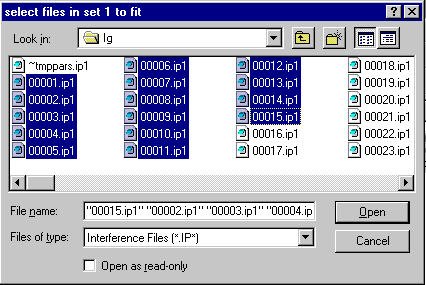 select files in set 1 to fit
Look in: lg
~tmppars.ip1 00006.ip1 00012.ip1 00018.ip1
00001.ip1 00007.ip1 00013.ip1 00019.ip1
00002.ip1 00008.ip1 00014.ip1 00020.ip1
00003.ip1 00009.ip1 00015.ip1 00021.ip1
00004.ip1 00010.ip1 00016.ip1 00022.ip1
00005.ip1 00011.ip1 00017.ip1 00023.ip1
File name: "00015.ip1" "00002.ip1" "00003.ip1" "00004.ip Open
Files of type: Interference Files (*.IP*) Cancel
Open as read-only